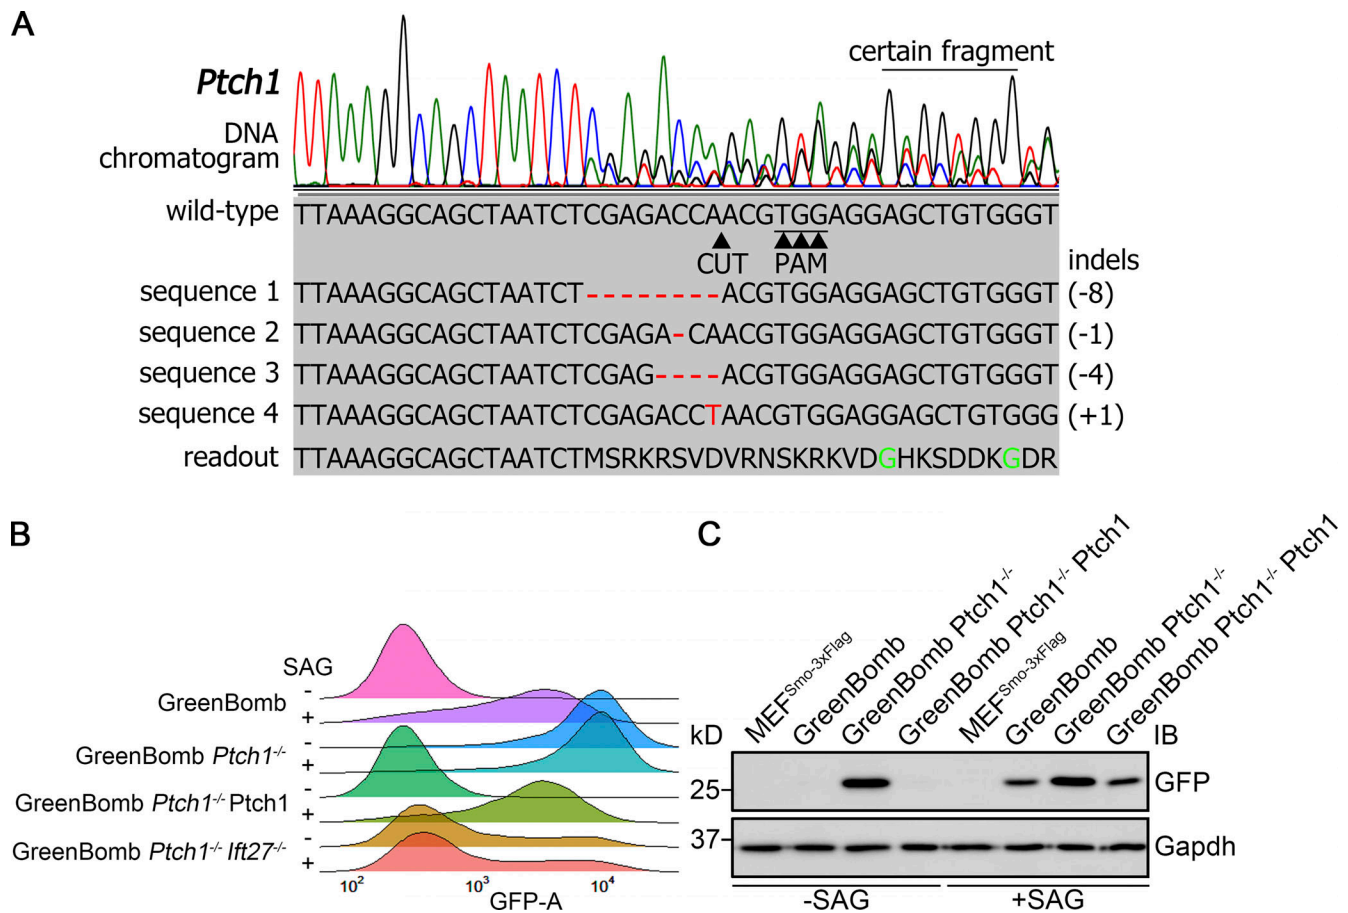 A
certain fragment
Ptch1
DNA
chromatogram
wild-type TTAAAGGCAGCTAATCTCGAGACCAACGTGGAGGAGCTGTGGGT
CUT PAM indels
sequence 1 TTAAAGGCAGCTAATCT--------ACGTGGAGGAGCTGTGGGT (-8)
sequence 2 TTAAAGGCAGCTAATCTCGAGA-CAACGTGGAGGAGCTGTGGGT (-1)
sequence 3 TTAAAGGCAGCTAATCTCGAG----ACGTGGAGGAGCTGTGGGT (-4)
sequence 4 TTAAAGGCAGCTAATCTCGAGACCTAACGTGGAGGAGCTGTGGG (+1)
readout TTAAAGGCAGCTAATCTMSRKRSVDVRNSKRKVDGHKSDDKGDR
B
SAG
GreenBomb - +
GreenBomb Ptch1-/- - +
GreenBomb Ptch1-/- Ptch1 - +
GreenBomb Ptch1-/- Ift27-/- - +
10² 10³ 10⁴
GFP-A
C
MEFSmo-3xFlag
GreenBomb
GreenBomb Ptch1-/-
GreenBomb Ptch1-/- Ptch1
MEFSmo-3xFlag
GreenBomb
GreenBomb Ptch1-/-
GreenBomb Ptch1-/- Ptch1
kD IB
25 GFP
37 Gapdh
-SAG +SAG